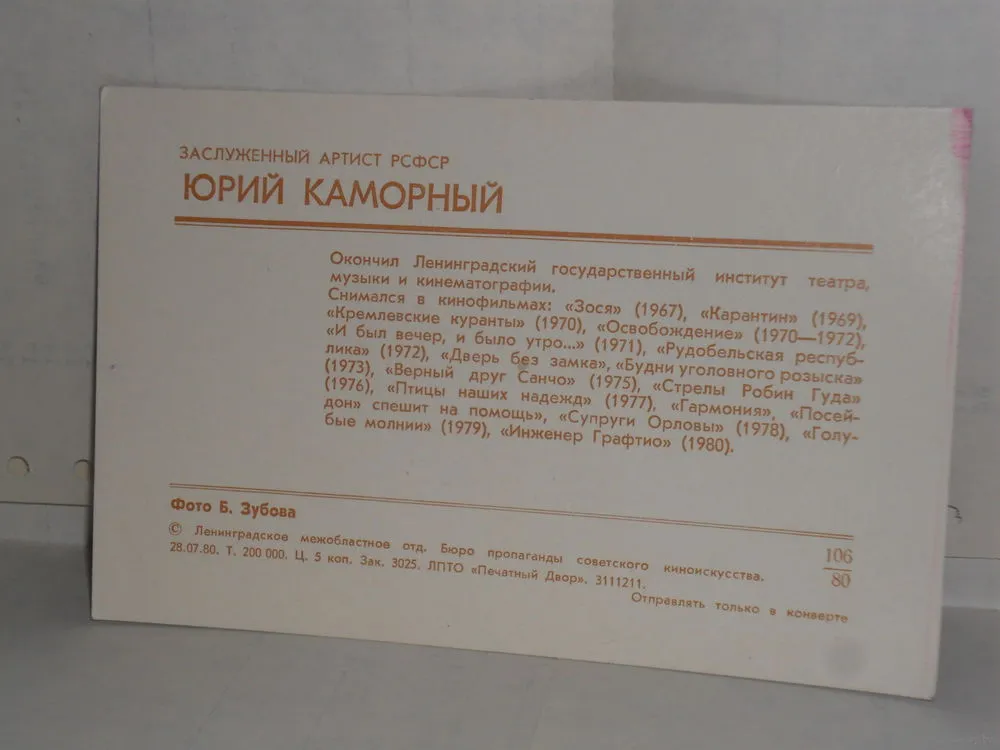 ЗАСЛУЖЕННЫЙ АРТИСТ РСФСР
ЮРИЙ КАМОРНЫЙ
Окончил Ленинградский государственный институт театра,
музыки и кинематографии.
Снимался в кинофильмах: «Зося» (1967), «Карантин» (1969),
«Кремлевские куранты» (1970), «Освобождение» (1970—1972),
«И был вечер, и было утро...» (1971), «Рудобельская респуб-
лика» (1972), «Дверь без замка», «Будни уголовного розыска»
(1973), «Верный друг Санчо» (1975), «Стрелы Робин Гуда»
(1976), «Птицы наших надежд» (1977), «Гармония», «Посей-
дон» спешит на помощь», «Супруги Орловы» (1978), «Голу-
бые молнии» (1979), «Инженер Графтио» (1980).
Фото Б. Зубова
© Ленинградское межобластное отд. Бюро пропаганды советского киноискусства.
28.07.80. Т. 200 000. Ц. 5 коп. Зак. 3025. ЛПТО «Печатный Двор». 3111211.
106
80
Отправлять только в конверте